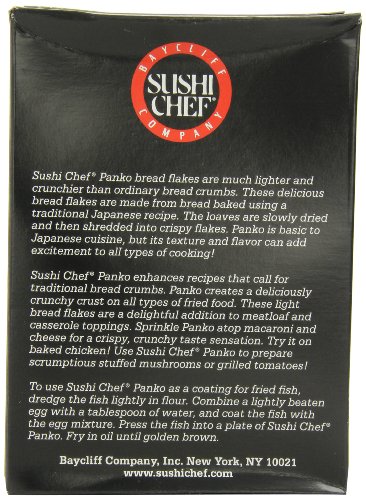 BAYCLIFF
SUSHI
CHEF®
COMPANY
Sushi Chef® Panko bread flakes are much lighter and
crunchier than ordinary bread crumbs. These delicious
bread flakes are made from bread baked using a
traditional Japanese recipe. The loaves are slowly dried
and then shredded into crispy flakes. Panko is basic to
Japanese cuisine, but its texture and flavor can add
excitement to all types of cooking!
Sushi Chef® Panko enhances recipes that call for
traditional bread crumbs. Panko creates a deliciously
crunchy crust on all types of fried food. These light
bread flakes are a delightful addition to meatloaf and
casserole toppings. Sprinkle Panko atop macaroni and
cheese for a crispy, crunchy taste sensation. Try it on
baked chicken! Use Sushi Chef® Panko to prepare
scrumptious stuffed mushrooms or grilled tomatoes!
To use Sushi Chef® Panko as a coating for fried fish,
dredge the fish lightly in flour. Combine a lightly beaten
egg with a tablespoon of water, and coat the fish with
the egg mixture. Press the fish into a plate of Sushi Chef®
Panko. Fry in oil until golden brown.
Baycliff Company, Inc. New York, NY 10021
www.sushichef.com